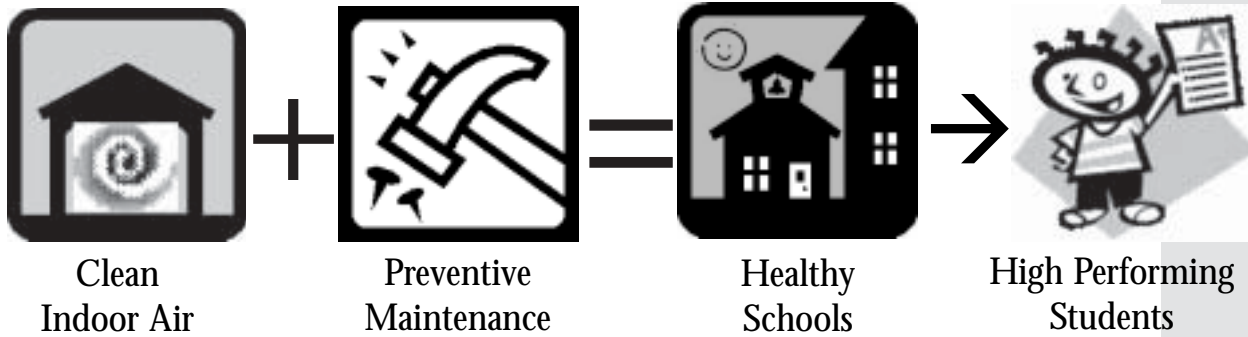 A+
Clean
Indoor Air
Preventive
Maintenance
Healthy
Schools
High Performing
Students